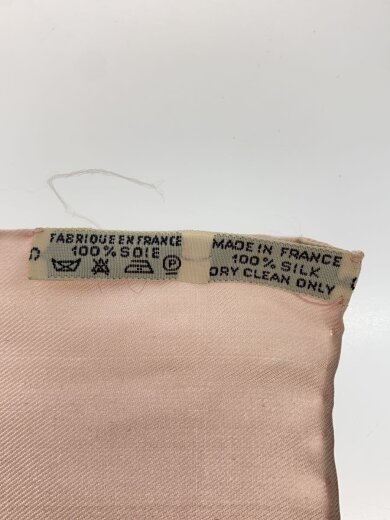 FABRIQUE EN FRANCE
100% SOIE
P
MADE IN FRANCE
100% SILK
DRY CLEAN ONLY